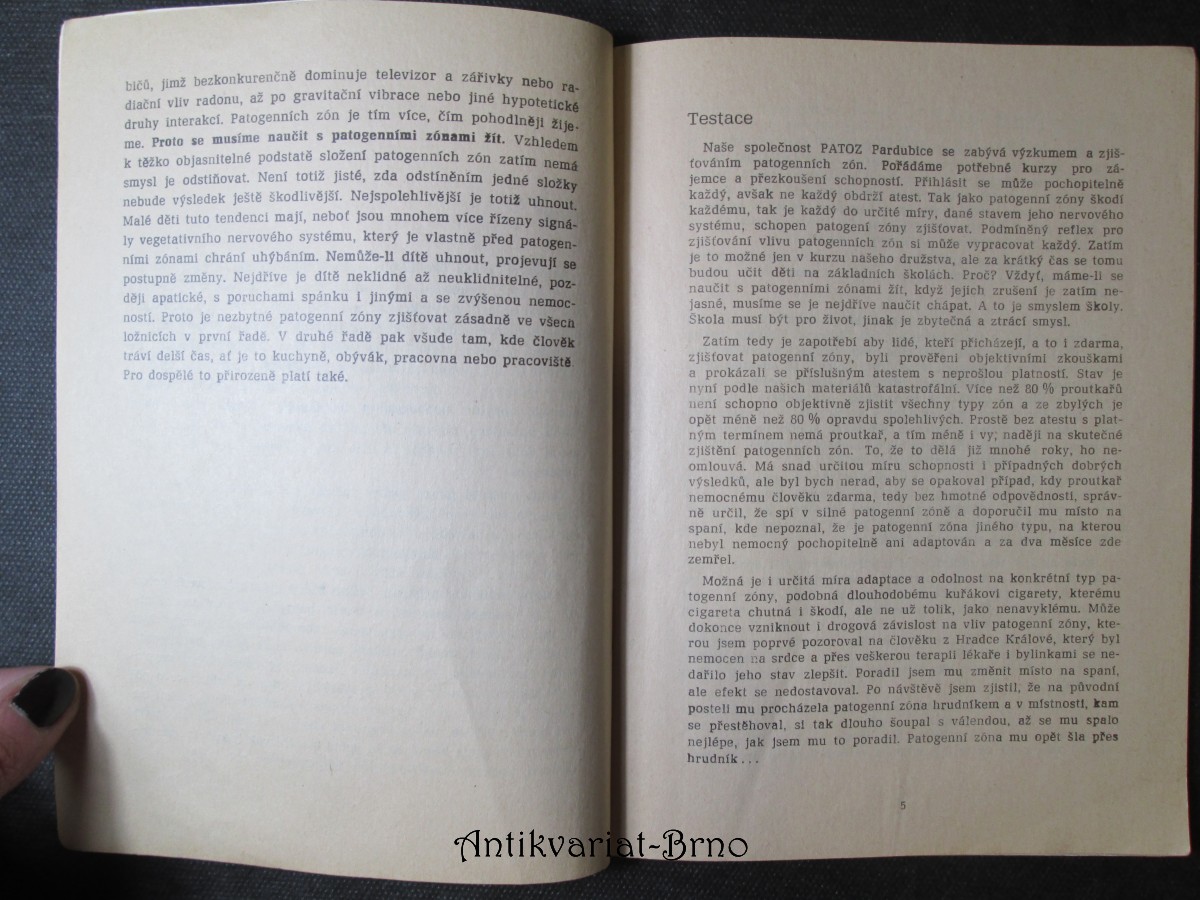 bičů, jimž bezkonkurenčně dominuje televizor a zářivky nebo ra-
diační vliv radonu, až po gravitační vibrace nebo jiné hypotetické
druhy interakcí. Patogenních zón je tím více, čím pohodlněji žije-
me. Proto se musíme naučit s patogenními zónami žít. Vzhledem
k těžko objasnitelné podstatě složení patogenních zón zatím nemá
smysl je odstiňovat. Není totiž jisté, zda odstíněním jedné složky
nebude výsledek ještě škodlivější. Nejspolehlivější je totiž uhnout.
Malé děti tuto tendenci mají, neboť jsou mnohem více řízeny signá-
ly vegetativního nervového systému, který je vlastně před patogen-
ními zónami chrání uhýbáním. Nemůže-li dítě uhnout, projevují se
postupně změny. Nejdříve je dítě neklidné až neuklidnitelné, poz-
ději apatické, s poruchami spánku i jinými a se zvýšenou nemoc-
ností. Proto je nezbytné patogenní zóny zjišťovat zásadně ve všech
ložnicích v první řadě. V druhé řadě pak všude tam, kde člověk
tráví delší čas, ať je to kuchyně, obývák, pracovna nebo pracoviště.
Pro dospělé to přirozeně platí také.
Testace
Naše společnost PATOZ Pardubice se zabývá výzkumem a zjiš-
ťováním patogenních zón. Pořádáme potřebné kurzy pro zá-
jemce a přezkoušení schopností. Přihlásit se může pochopitelně
každý, avšak ne každý obdrží atest. Tak jako patogenní zóny škodí
každému, tak je každý do určité míry, dané stavem jeho nervového
systému, schopen patogení zóny zjišťovat. Podmíněný reflex pro
zjišťování vlivu patogenních zón si může vypracovat každý. Zatím
je to možné jen v kurzu našeho družstva, ale za krátký čas se tomu
budou učit děti na základních školách. Proč? Vždyť, máme-li se
naučit s patogenními zónami žít, když jejich zrušení je zatím ne-
jasné, musíme se je nejdříve naučit chápat. A to je smyslem školy.
Škola musí být pro život, jinak je zbytečná a ztrácí smysl.
Zatím tedy je zapotřebí aby lidé, kteří přicházejí, a to i zdarma,
zjišťovat patogenní zóny, byli prověřeni objektivními zkouškami
a prokázali se příslušným atestem s neprošlou platností. Stav je
nyní podle našich materiálů katastrofální. Více než 80 % proutkařů
není schopno objektivně zjistit všechny typy zón a ze zbylých je
opět méně než 80 % opravdu spolehlivých. Prostě bez atestu s plat-
ným termínem nemá proutkař, a tím méně i vy; naději na skutečné
zjištění patogenních zón. To, že to dělá již mnohé roky, ho ne-
omlouvá. Má snad určitou míru schopnosti i případných dobrých
výsledků, ale byl bych nerad, aby se opakoval případ, kdy proutkař
nemocnému člověku zdarma, tedy bez hmotné odpovědnosti, správ-
ně určil, že spí v silné patogenní zóně a doporučil mu místo na
spaní, kde nepoznal, že je patogenní zóna jiného typu, na kterou
nebyl nemocný pochopitelně ani adaptován a za dva měsíce zde
zemřel.
Možná je i určitá míra adaptace a odolnost na konkrétní typ pa-
togenní zóny, podobná dlouhodobému kuřákovi cigarety, kterému
cigareta chutná i škodí, ale ne už tolik, jako nenavyklému. Může
dokonce vzniknout i drogová závislost na vliv patogenní zóny, kte-
rou jsem poprvé pozoroval na člověku z Hradce Králové, který byl
nemocen na srdce a přes veškerou terapii lékaře i bylinkami se ne-
dařilo jeho stav zlepšit. Poradil jsem mu změnit místo na spaní,
ale efekt se nedostavoval. Po návštěvě jsem zjistil, že na původní
posteli mu procházela patogenní zóna hrudníkem a v místnosti, kam
se přestěhoval, si tak dlouho šoupal s válendou, až se mu spalo
nejlépe, jak jsem mu to poradil. Patogenní zóna mu opět šla přes
hrudník...
5
Antikvariat-Brno